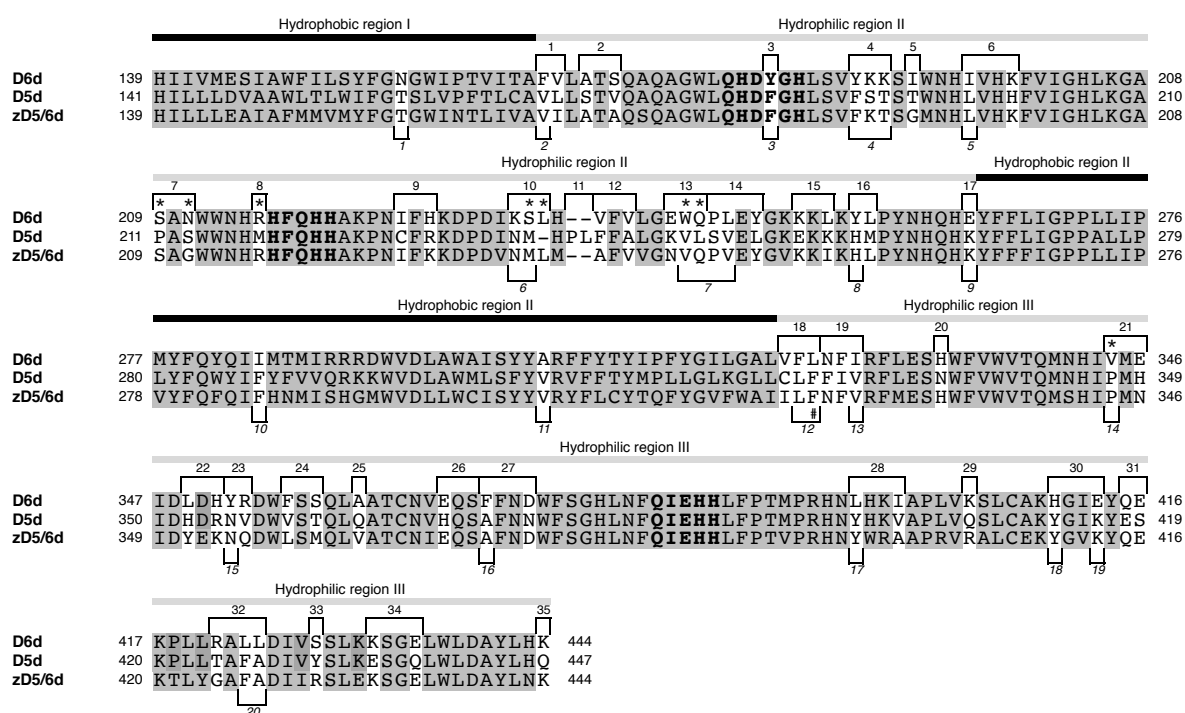 Hydrophobic region I Hydrophilic region II
1 2 3 4 5 6
D6d 139 HIIVMESIAWFILSYFGNGWIPTVITAFVLATSQAQAGWLQHDYGHLSVYKKSIWNHIVHKFVIGHLKGA 208
D5d 141 HILLLDVAAWLTLWIFGTSLVPFTLCAVLLSTVQAQAGWLQHDFGHLSVFSTSTWNHLVHHFVIGHLKGA 210
zD5/6d 139 HILLLEAIAFMMVMYFGTGWINTLIVAVILATAQSQAGWLQHDFGHLSVFKTSGMNHLVHKFVIGHLKGA 208
1 2 3 4 5
Hydrophilic region II Hydrophobic region II
7 8 9 10 11 12 13 14 15 16 17
* * * * * * *
D6d 209 SANWWNHRHFQHHAKPNIFHKDPDIKSLH--VFVLGEWQPLEYGKKKLKYLPYNHQHEYFFLIGPPLLIP 276
D5d 211 PASWWNHMHFQHHAKPNCFRKDPDINM-HPLFFALGKVLSVELGKEKKKHMPYNHQHKYFFLIGPPALLP 279
zD5/6d 209 SAGWWNHRHFQHHAKPNIFKKDPDVNMLM--AFVVGNVQPVEYGVKKIKHLPYNHQHKYFFFIGPPLLIP 276
6 7 8 9
Hydrophobic region II Hydrophilic region III
18 19 20 21
*
D6d 277 MYFQYQIIMTMIRRRDWVDLAWAISYYARFFYTYIPFYGILGALVFLNFIRFLESHWFVWVTQMNHIVME 346
D5d 280 LYFQWYIFYFVVQRKKWVDLAWMLSFYVRVFFTYMPLLGLKGLLCLFFIVRFLESNWFVWVTQMNHIPMH 349
zD5/6d 278 VYFQFQIFHNMISHGMWVDLLWCISYYVRYFLCYTQFYGVFWAIILFNFVRFMESHWFVWVTQMSHIPMN 346
#
10 11 12 13 14
Hydrophilic region III
22 23 24 25 26 27 28 29 30 31
D6d 347 IDLDHYRDWFSSQLAATCNVEQSFFNDWFSGHLNFQIEHHLFPTMPRHNLHKIAPLVKSLCAKHGIEYQE 416
D5d 350 IDHDRNVDWVSTQLQATCNVHQSAFNNWFSGHLNFQIEHHLFPTMPRHNYHKVAPLVQSLCAKYGIKYES 419
zD5/6d 349 IDYEKNQDWLSMQLVATCNIEQSAFNDWFSGHLNFQIEHHLFPTVPRHNYWRAAPRVRALCEKYGVKYQE 416
15 16 17 18 19
Hydrophilic region III
32 33 34 35
D6d 417 KPLLRALLDIVSSLKKSGELWLDAYLHK 444
D5d 420 KPLLTAFADIVYSLKESGQLWLDAYLHQ 447
zD5/6d 420 KTLYGAFADIIRSLEKSGELWLDAYLNK 444
20